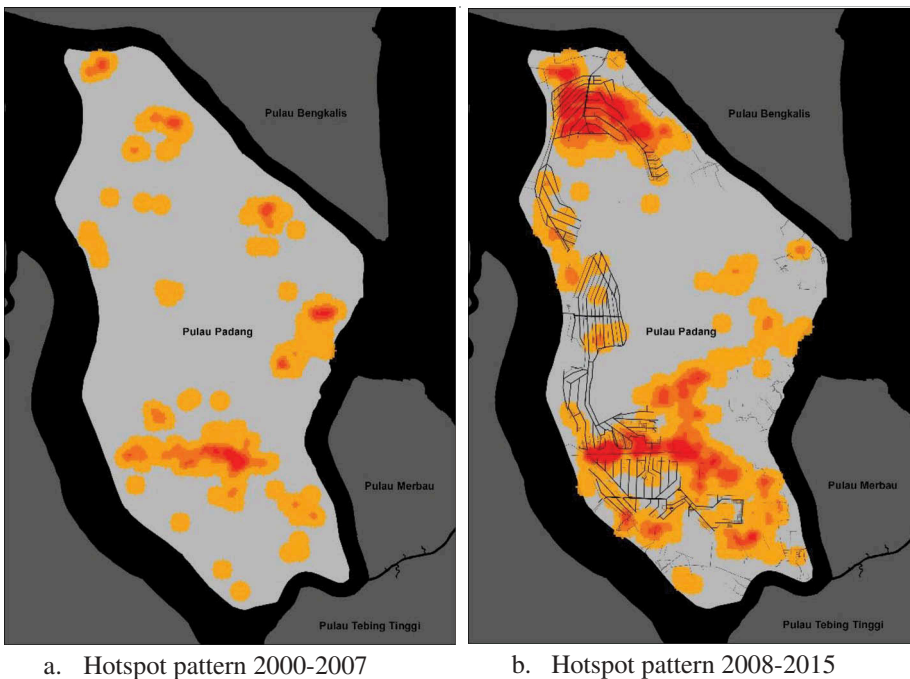 Pulau Bengkalis
Pulau Padang
Pulau Merbau
Pulau Tebing Tinggi
a. Hotspot pattern 2000-2007
Pulau Bengkalis
Pulau Padang
Pulau Merbau
Pulau Tebing Tinggi
b. Hotspot pattern 2008-2015